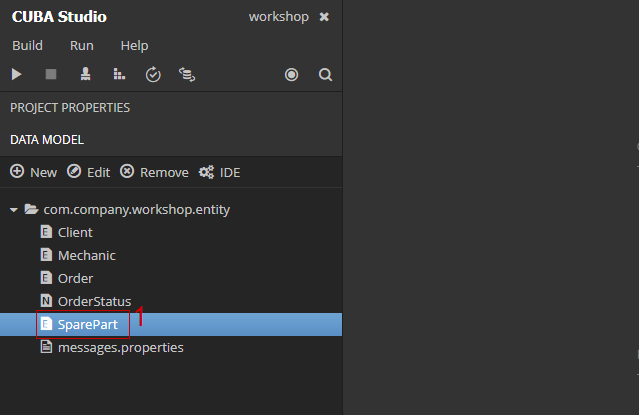 CUBA Studio
workshop
Build Run Help
PROJECT PROPERTIES
DATA MODEL
New Edit Remove IDE
com.company.workshop.entity
E Client
E Mechanic
E Order
N OrderStatus
E SparePart 1
messages.properties